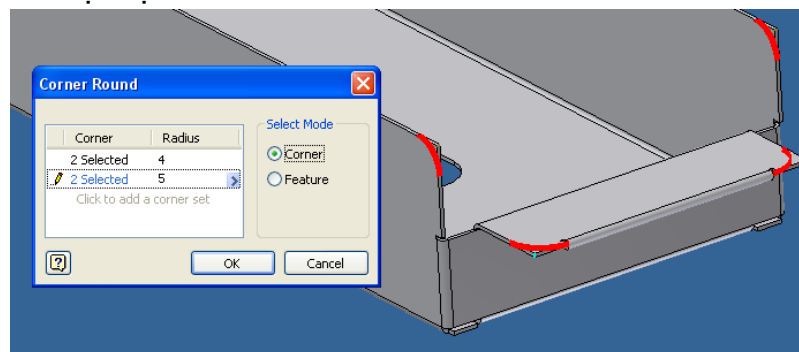 Corner Round
Corner Radius
2 Selected 4
2 Selected 5
Click to add a corner set
Select Mode
Corner
Feature
OK
Cancel